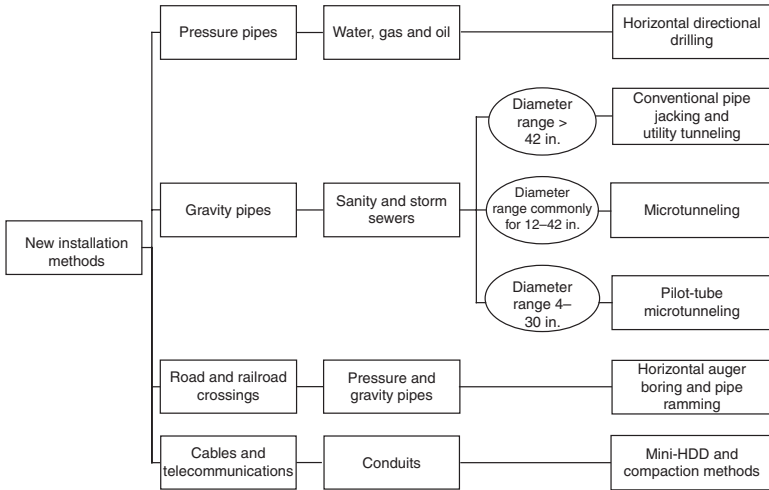 Pressure pipes
Water, gas and oil
Horizontal directional
drilling
Diameter
range >
42 in.
Conventional pipe
jacking and
utility tunneling
Gravity pipes
Sanity and storm
sewers
Diameter
range commonly
for 12–42 in.
Microtunneling
New installation
methods
Diameter
range 4–
30 in.
Pilot-tube
microtunneling
Road and railroad
crossings
Pressure and
gravity pipes
Horizontal auger
boring and pipe
ramming
Cables and
telecommunications
Conduits
Mini-HDD and
compaction methods